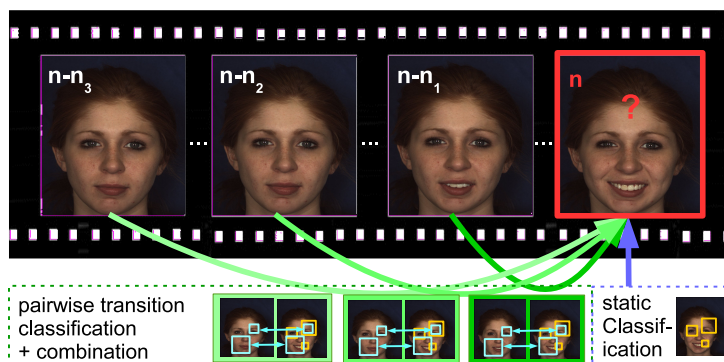 n-n3
n-n2
n-n1
n
?
... ... ...
pairwise transition
classification
+ combination
static
Classif-
ication